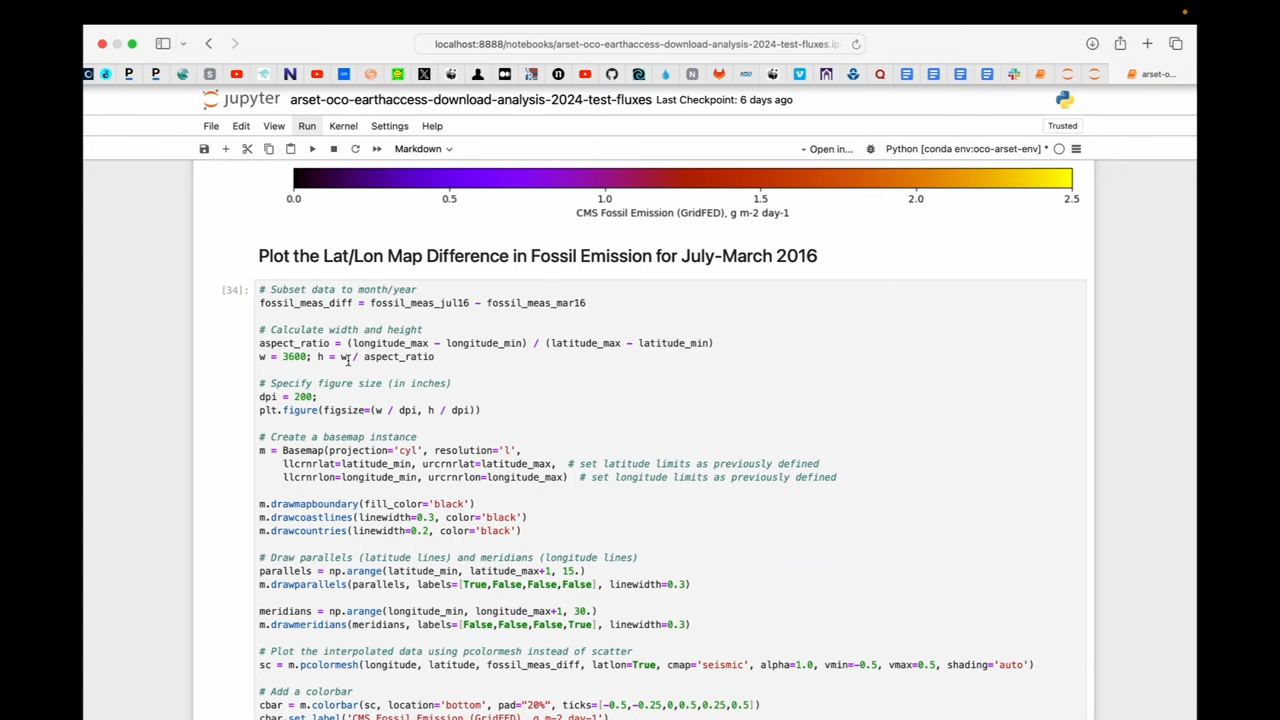 localhost:8888/notebooks/arset-oco-earthaccess-download-analysis-2024-test-fluxes.ip
arset-o...
jupyter arset-oco-earthaccess-download-analysis-2024-test-fluxes Last Checkpoint: 6 days ago
File Edit View Run Kernel Settings Help
Trusted
Markdown Open in... Python [conda env:oco-arset-env] *
0.0 0.5 1.0 1.5 2.0 2.5
CMS Fossil Emission (GridFED), g m-2 day-1
Plot the Lat/Lon Map Difference in Fossil Emission for July-March 2016
[34]:
# Subset data to month/year
fossil_meas_diff = fossil_meas_jul16 - fossil_meas_mar16
# Calculate width and height
aspect_ratio = (longitude_max - longitude_min) / (latitude_max - latitude_min)
w = 3600; h = w / aspect_ratio
# Specify figure size (in inches)
dpi = 200;
plt.figure(figsize=(w / dpi, h / dpi))
# Create a basemap instance
m = Basemap(projection='cyl', resolution='l',
llcrnrlat=latitude_min, urcrnrlat=latitude_max, # set latitude limits as previously defined
llcrnrlon=longitude_min, urcrnrlon=longitude_max) # set longitude limits as previously defined
m.drawmapboundary(fill_color='black')
m.drawcoastlines(linewidth=0.3, color='black')
m.drawcountries(linewidth=0.2, color='black')
# Draw parallels (latitude lines) and meridians (longitude lines)
parallels = np.arange(latitude_min, latitude_max+1, 15.)
m.drawparallels(parallels, labels=[True,False,False,False], linewidth=0.3)
meridians = np.arange(longitude_min, longitude_max+1, 30.)
m.drawmeridians(meridians, labels=[False,False,False,True], linewidth=0.3)
# Plot the interpolated data using pcolormesh instead of scatter
sc = m.pcolormesh(longitude, latitude, fossil_meas_diff, latlon=True, cmap='seismic', alpha=1.0, vmin=-0.5, vmax=0.5, shading='auto')
# Add a colorbar
cbar = m.colorbar(sc, location='bottom', pad="20%", ticks=[-0.5,-0.25,0,0.5,0.25,0.5])
cbar.set_label('CMS Fossil Emission (GridFED), g m-2 day-1')